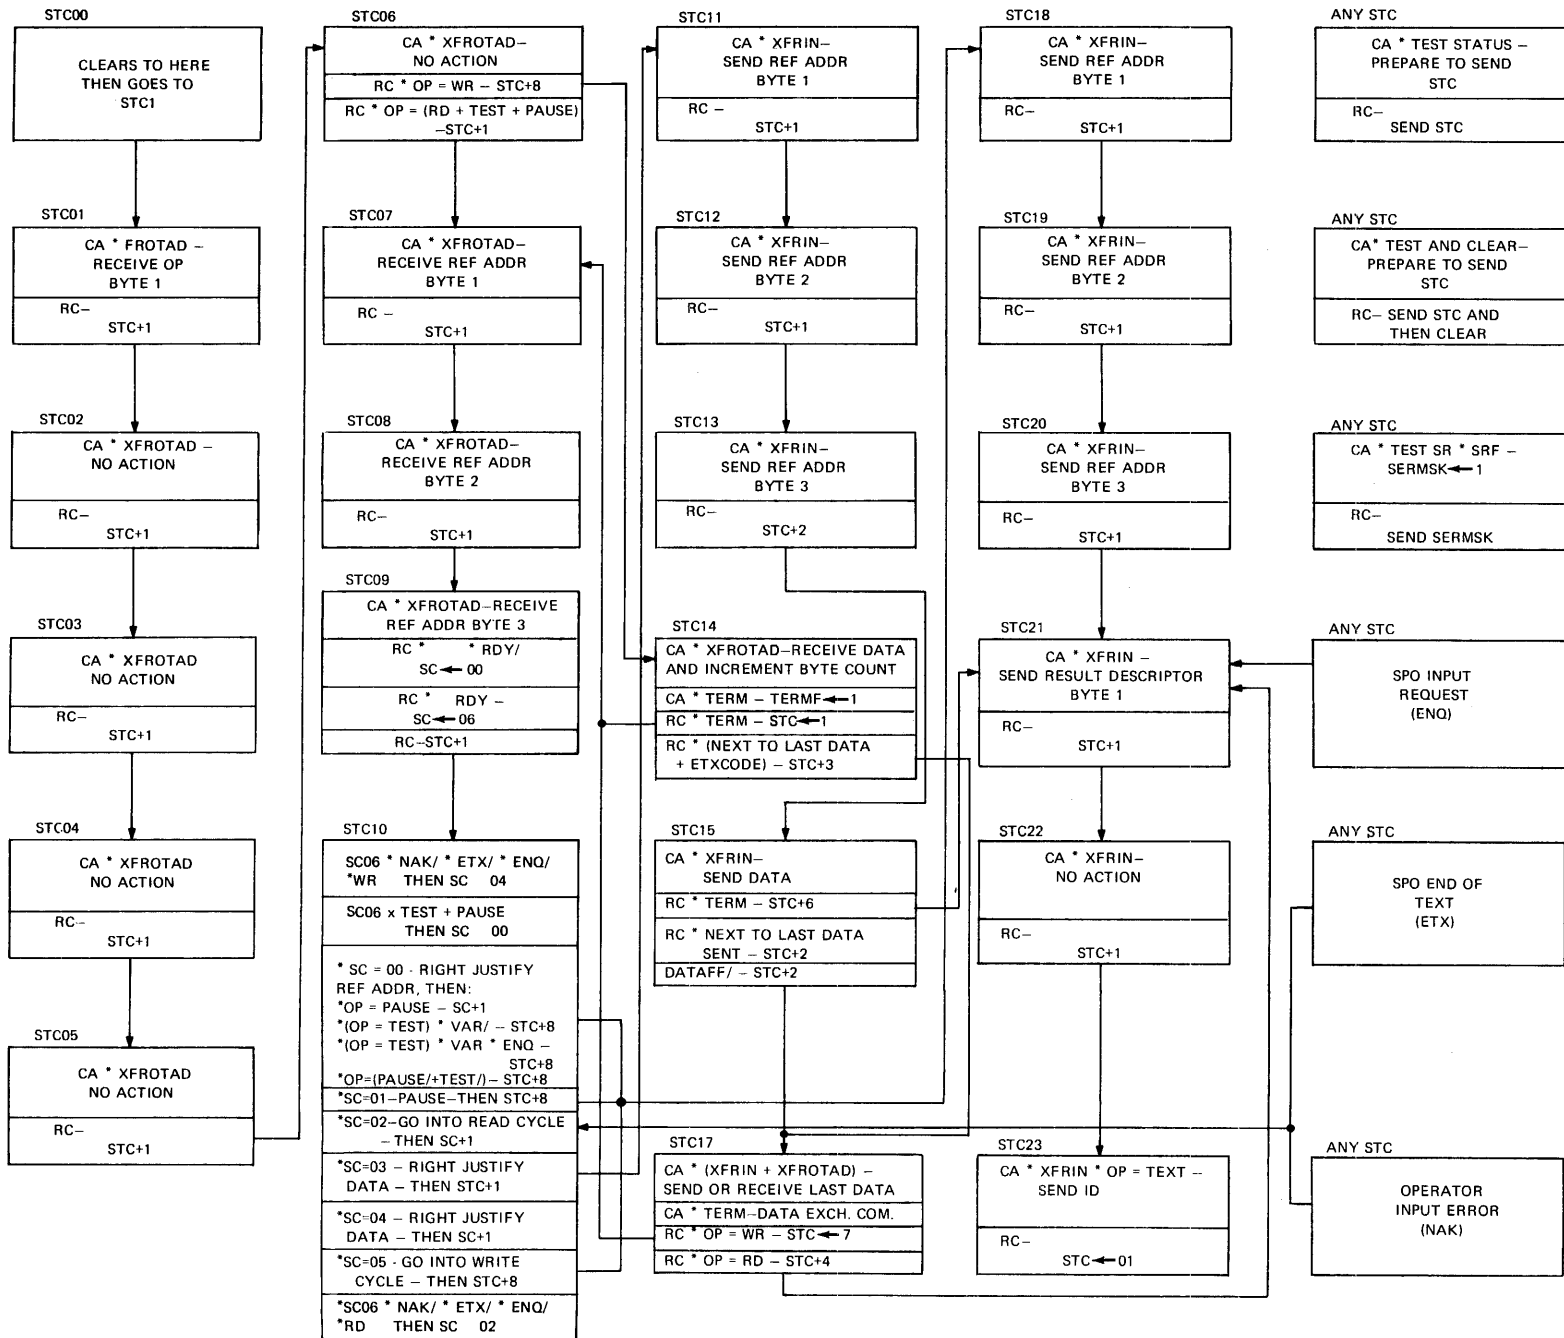 STC00
CLEARS TO HERE
THEN GOES TO
STC1
STC01
CA * FROTAD –
RECEIVE OP
BYTE 1
RC–
STC+1
STC02
CA * XFROTAD –
NO ACTION
RC–
STC+1
STC03
CA * XFROTAD
NO ACTION
RC–
STC+1
STC04
CA * XFROTAD
NO ACTION
RC–
STC+1
STC05
CA * XFROTAD
NO ACTION
RC–
STC+1
STC06
CA * XFROTAD–
NO ACTION
RC * OP = WR – STC+8
RC * OP = (RD + TEST + PAUSE)
–STC+1
STC07
CA * XFROTAD–
RECEIVE REF ADDR
BYTE 1
RC –
STC+1
STC08
CA * XFROTAD–
RECEIVE REF ADDR
BYTE 2
RC–
STC+1
STC09
CA * XFROTAD–RECEIVE
REF ADDR BYTE 3
RC * * RDY/
SC ← 00
RC * RDY –
SC ← 06
RC–STC+1
STC10
SC06 * NAK/ * ETX/ * ENQ/
*WR THEN SC 04
SC06 x TEST + PAUSE
THEN SC 00
* SC = 00 - RIGHT JUSTIFY
REF ADDR, THEN:
*OP = PAUSE – SC+1
*(OP = TEST) * VAR/ – STC+8
*(OP = TEST) * VAR * ENQ –
STC+8
*OP=(PAUSE/+TEST/)– STC+8
*SC=01–PAUSE–THEN STC+8
*SC=02–GO INTO READ CYCLE
– THEN SC+1
*SC=03 – RIGHT JUSTIFY
DATA – THEN STC+1
*SC=04 – RIGHT JUSTIFY
DATA – THEN SC+1
*SC=05 - GO INTO WRITE
CYCLE – THEN STC+8
*SC06 * NAK/ * ETX/ * ENQ/
*RD THEN SC 02
STC11
CA * XFRIN–
SEND REF ADDR
BYTE 1
RC –
STC+1
STC12
CA * XFRIN–
SEND REF ADDR
BYTE 2
RC–
STC+1
STC13
CA * XFRIN–
SEND REF ADDR
BYTE 3
RC–
STC+2
STC14
CA * XFROTAD–RECEIVE DATA
AND INCREMENT BYTE COUNT
CA * TERM – TERMF ← 1
RC * TERM – STC ← 1
RC * (NEXT TO LAST DATA
+ ETXCODE) – STC+3
STC15
CA * XFRIN–
SEND DATA
RC * TERM – STC+6
RC * NEXT TO LAST DATA
SENT – STC+2
DATAFF/ – STC+2
STC17
CA * (XFRIN + XFROTAD) –
SEND OR RECEIVE LAST DATA
CA * TERM–DATA EXCH. COM.
RC * OP = WR – STC ← 7
RC * OP = RD – STC+4
STC18
CA * XFRIN–
SEND REF ADDR
BYTE 1
RC–
STC+1
STC19
CA * XFRIN–
SEND REF ADDR
BYTE 2
RC–
STC+1
STC20
CA * XFRIN–
SEND REF ADDR
BYTE 3
RC–
STC+1
STC21
CA * XFRIN –
SEND RESULT DESCRIPTOR
BYTE 1
RC–
STC+1
STC22
CA * XFRIN–
NO ACTION
RC–
STC+1
STC23
CA * XFRIN * OP = TEXT –
SEND ID
RC–
STC ← 01
ANY STC
CA * TEST STATUS –
PREPARE TO SEND
STC
RC–
SEND STC
ANY STC
CA* TEST AND CLEAR–
PREPARE TO SEND
STC
RC– SEND STC AND
THEN CLEAR
ANY STC
CA * TEST SR * SRF –
SERMSK ← 1
RC–
SEND SERMSK
ANY STC
SPO INPUT
REQUEST
(ENQ)
ANY STC
SPO END OF
TEXT
(ETX)
ANY STC
OPERATOR
INPUT ERROR
(NAK)